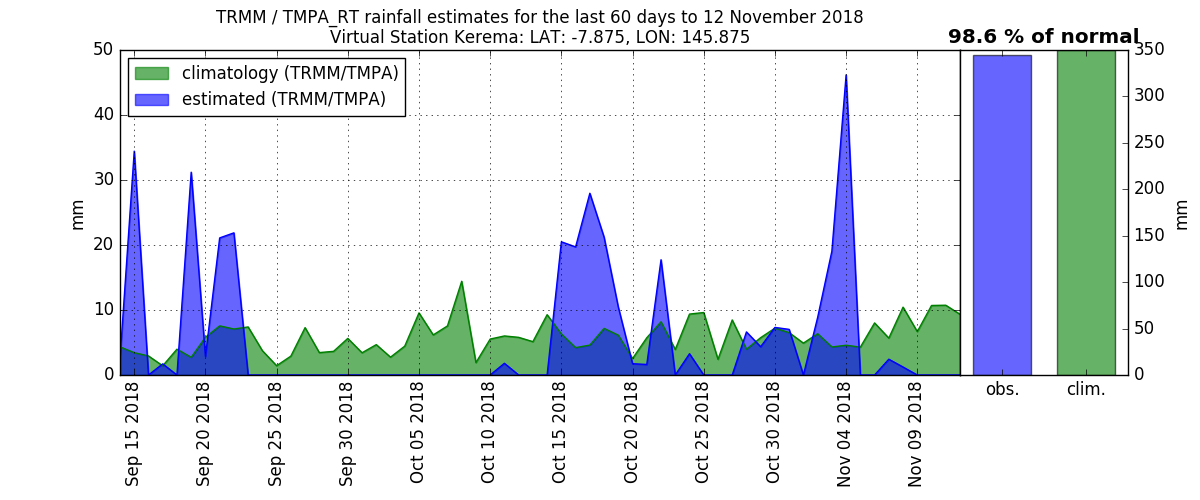 TRMM / TMPA_RT rainfall estimates for the last 60 days to 12 November 2018
Virtual Station Kerema: LAT: -7.875, LON: 145.875
98.6 % of normal
climatology (TRMM/TMPA)
estimated (TRMM/TMPA)
50
40
30
20
10
0
mm
350
300
250
200
150
100
50
0
mm
Sep 15 2018
Sep 20 2018
Sep 25 2018
Sep 30 2018
Oct 05 2018
Oct 10 2018
Oct 15 2018
Oct 20 2018
Oct 25 2018
Oct 30 2018
Nov 04 2018
Nov 09 2018
obs.
clim.